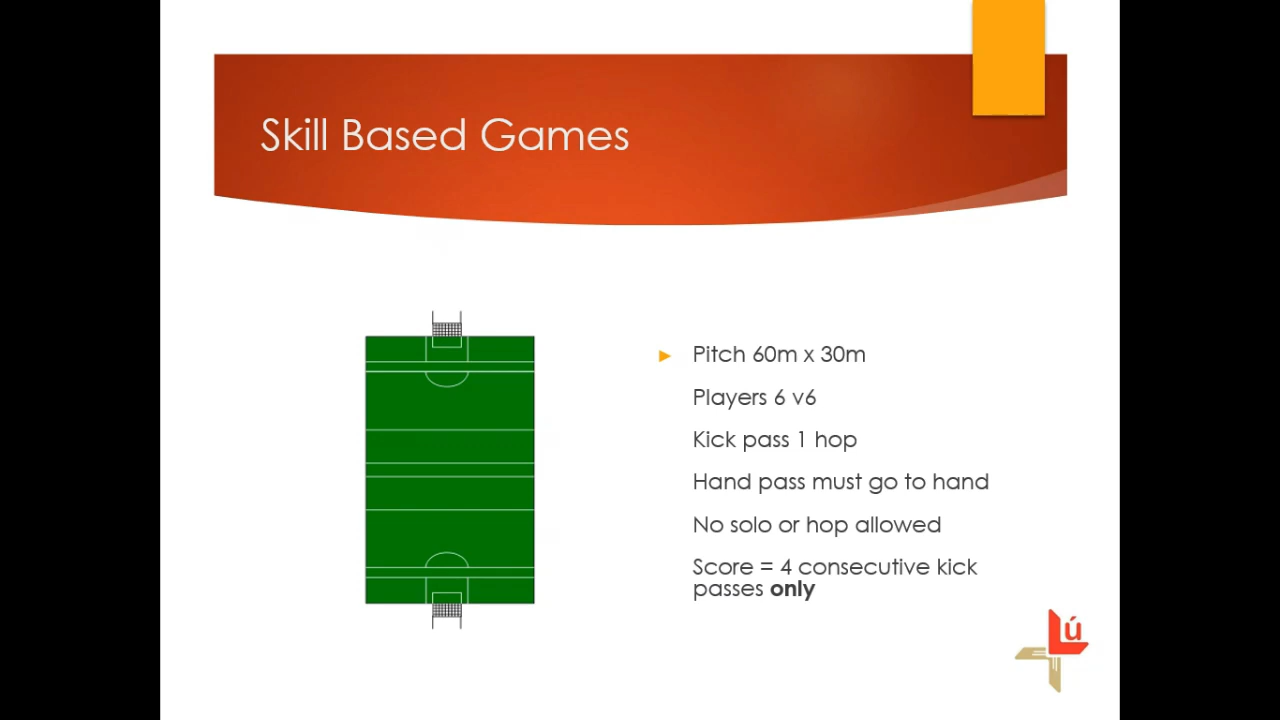 Skill Based Games
Pitch 60m x 30m
Players 6 v6
Kick pass 1 hop
Hand pass must go to hand
No solo or hop allowed
Score = 4 consecutive kick
passes only
ú